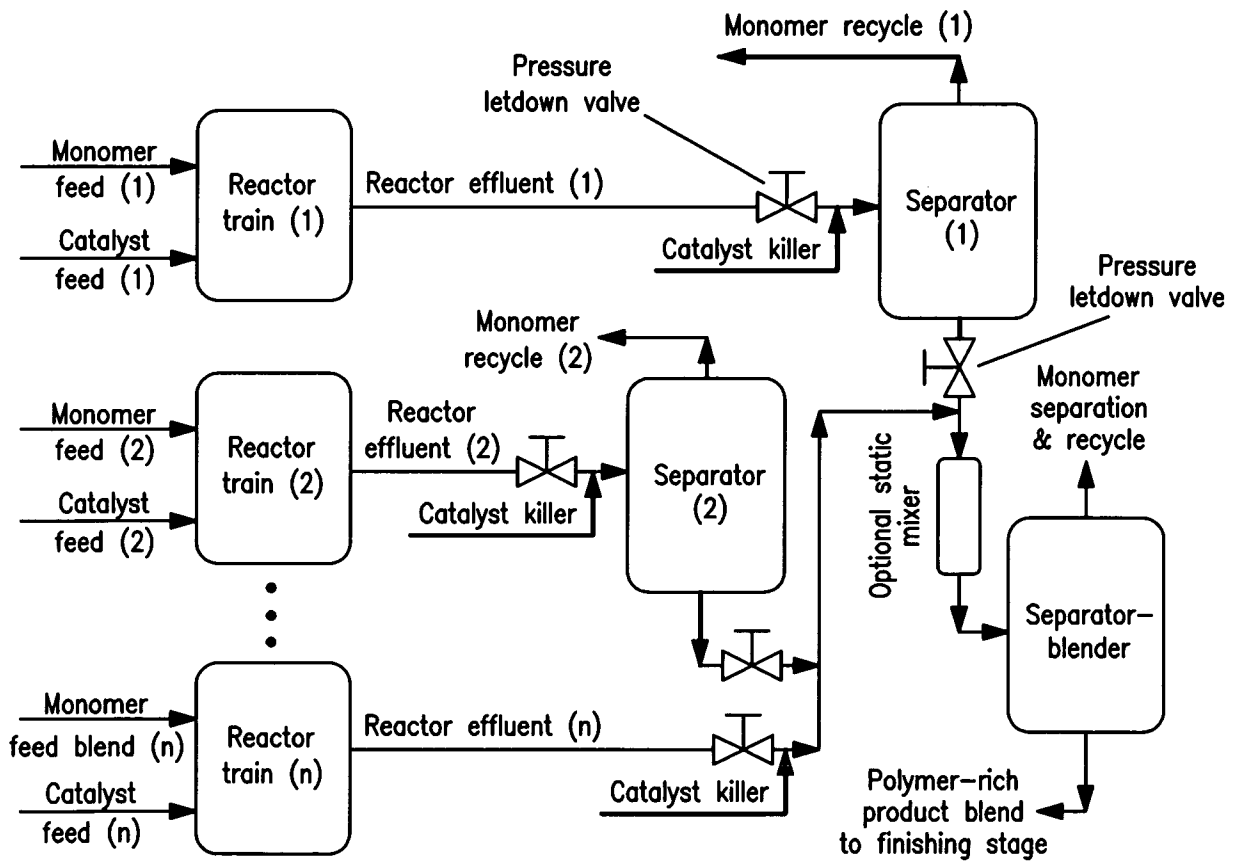 Monomer recycle (1)
Pressure
letdown valve
Monomer
feed (1)
Catalyst
feed (1)
Reactor
train (1)
Reactor effluent (1)
Catalyst killer
Separator
(1)
Pressure
letdown valve
Monomer
recycle (2)
Monomer
feed (2)
Catalyst
feed (2)
Reactor
train (2)
Reactor
effluent (2)
Catalyst killer
Separator
(2)
Optional static
mixer
Monomer
separation
& recycle
Separator–
blender
Monomer
feed blend (n)
Catalyst
feed (n)
Reactor
train (n)
Reactor effluent (n)
Catalyst killer
Polymer–rich
product blend
to finishing stage